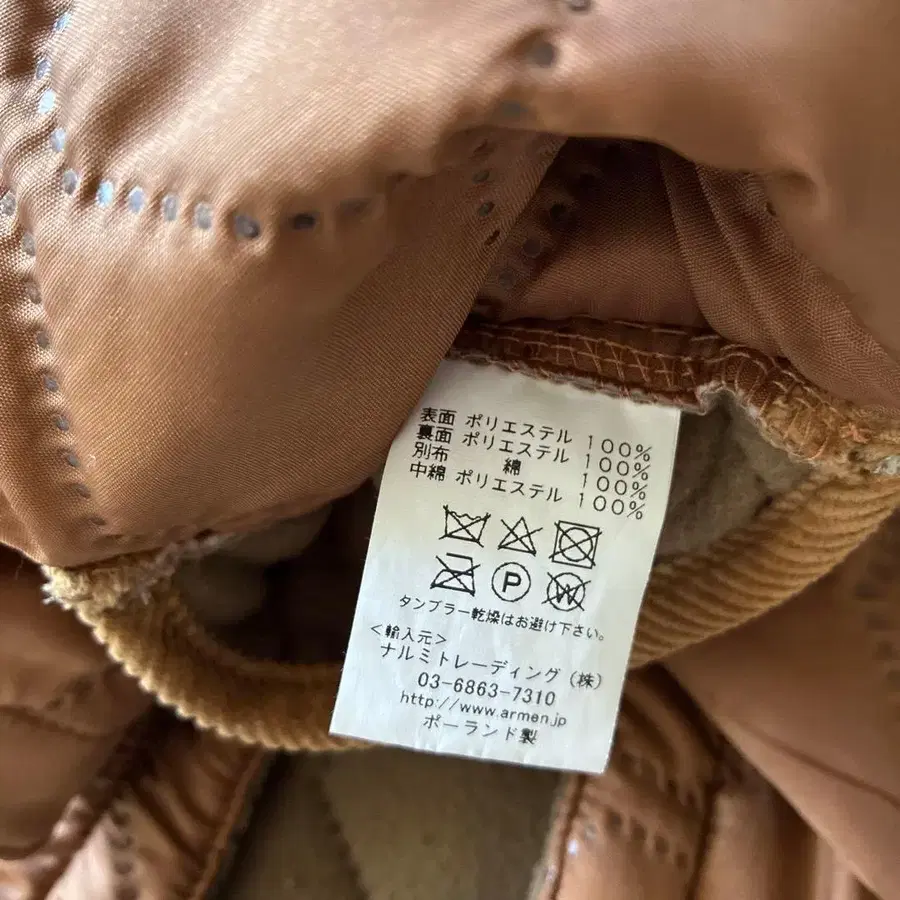 表面 ポリエステル 100%
裏面 ポリエステル 100%
別布 綿 100%
中綿 ポリエステル 100%
P W
タンブラー乾燥はお避け下さい。
<輸入元>
ナルミトレーディング(株)
03-6863-7310
http://www.armen.jp
ポーランド製